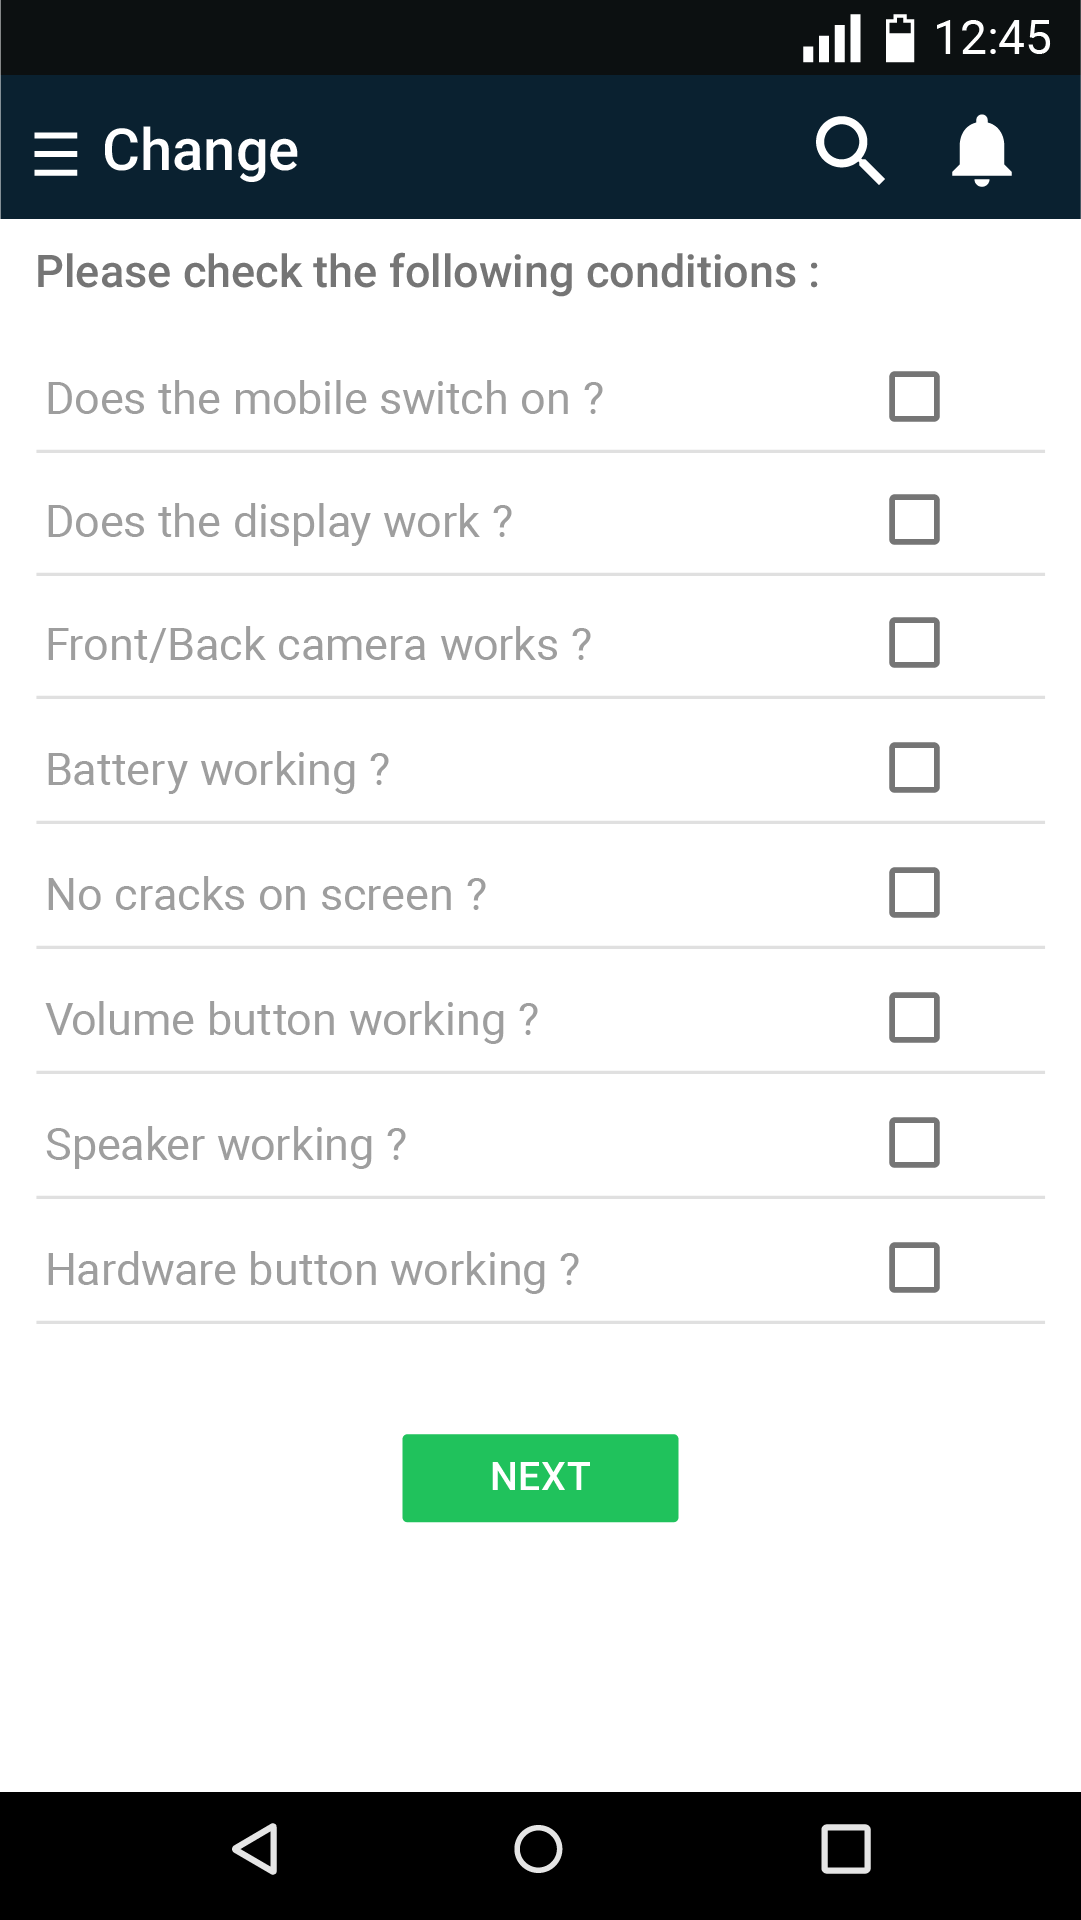 12:45
Change
Please check the following conditions :
Does the mobile switch on ?
Does the display work ?
Front/Back camera works ?
Battery working ?
No cracks on screen ?
Volume button working ?
Speaker working ?
Hardware button working ?
NEXT